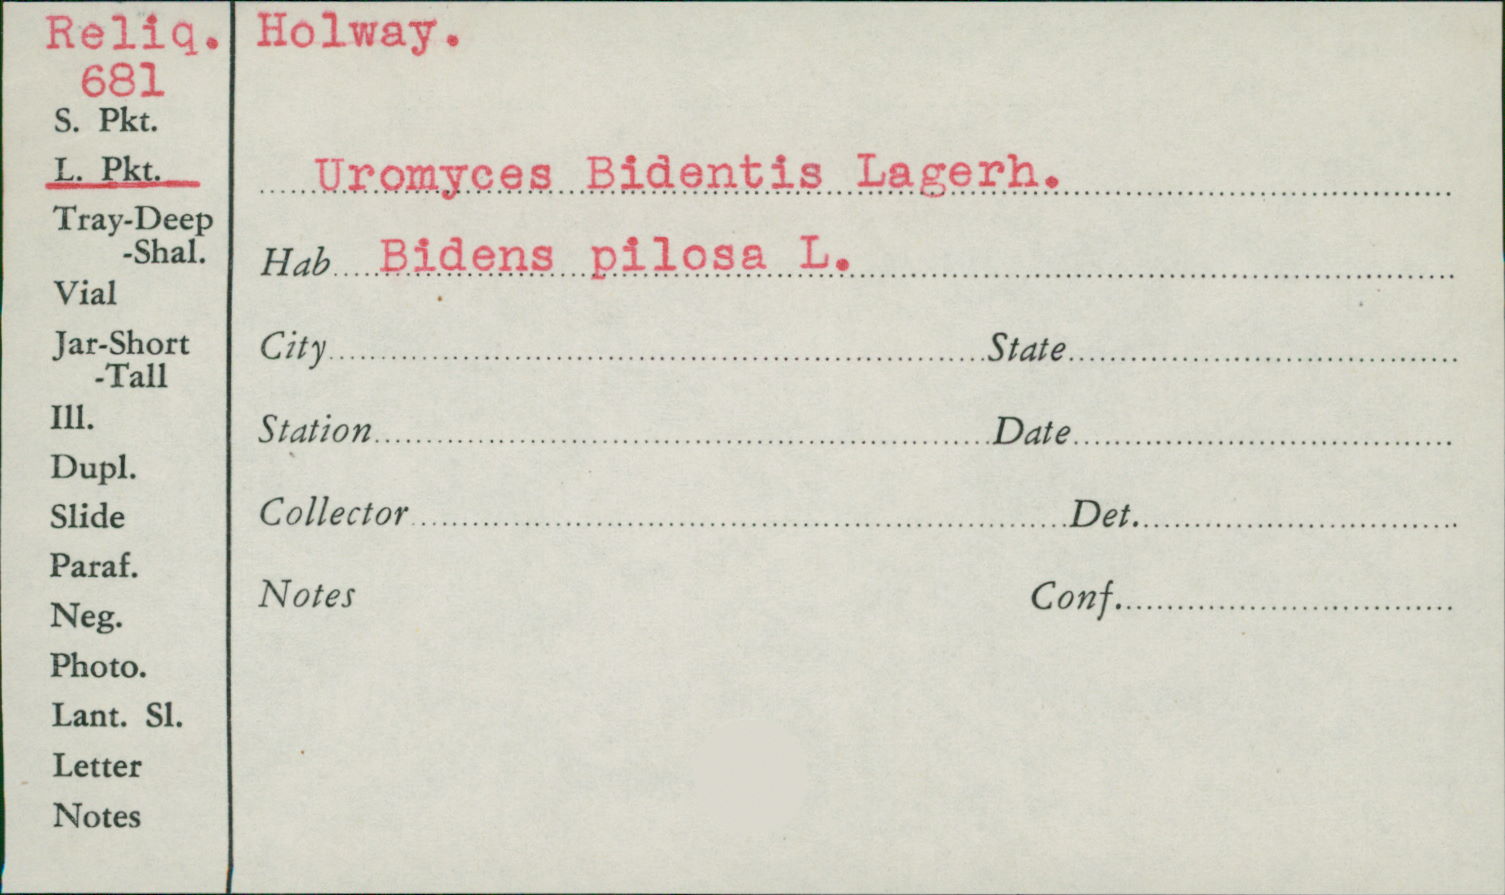 Reliq. Holway.
681
S. Pkt.
L. Pkt.
Uromyces Bidentis Lagerh.
Tray-Deep
-Shal.
Hab Bidens pilosa L.
Vial
Jar-Short
-Tall
City State
Ill.
Station Date
Dupl.
Slide
Collector Det.
Paraf.
Notes Conf.
Neg.
Photo.
Lant. Sl.
Letter
Notes